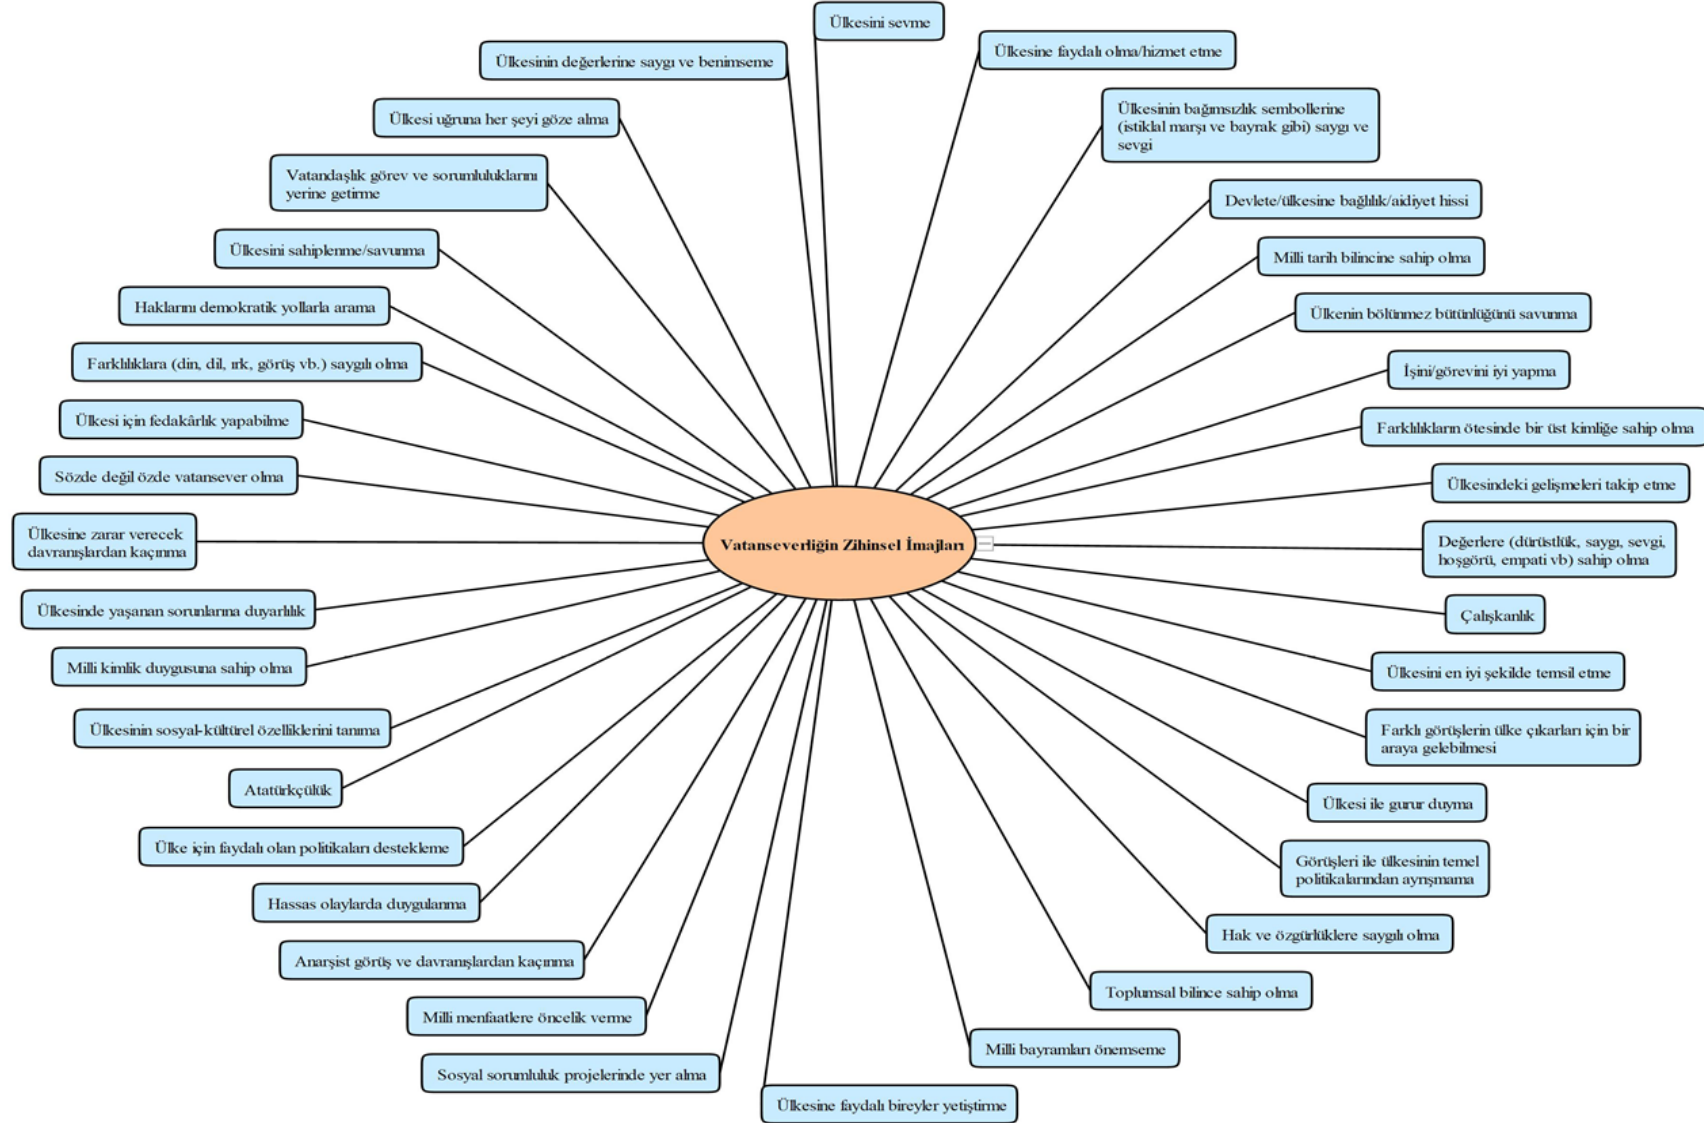 Ülkesini sevme
Ülkesine faydalı olma/hizmet etme
Ülkesinin bağımsızlık sembollerine
(istiklal marşı ve bayrak gibi) saygı ve
sevgi
Devlete/ülkesine bağlılık/aidiyet hissi
Milli tarih bilincine sahip olma
Ülkenin bölünmez bütünlüğünü savunma
İşini/görevini iyi yapma
Farklılıkların ötesinde bir üst kimliğe sahip olma
Ülkesindeki gelişmeleri takip etme
Değerlere (dürüstlük, saygı, sevgi,
hoşgörü, empati vb) sahip olma
Çalışkanlık
Ülkesini en iyi şekilde temsil etme
Farklı görüşlerin ülke çıkarları için bir
araya gelebilmesi
Ülkesi ile gurur duyma
Görüşleri ile ülkesinin temel
politikalarından ayrışmama
Hak ve özgürlüklere saygılı olma
Toplumsal bilince sahip olma
Milli bayramları önemseme
Ülkesine faydalı bireyler yetiştirme
Sosyal sorumluluk projelerinde yer alma
Milli menfaatlere öncelik verme
Anarşist görüş ve davranışlardan kaçınma
Hassas olaylarda duygulanma
Ülke için faydalı olan politikaları destekleme
Atatürkçülük
Ülkesinin sosyal-kültürel özelliklerini tanıma
Milli kimlik duygusuna sahip olma
Ülkesinde yaşanan sorunlarına duyarlılık
Ülkesine zarar verecek
davranışlardan kaçınma
Sözde değil özde vatansever olma
Ülkesi için fedakârlık yapabilme
Farklılıklara (din, dil, ırk, görüş vb.) saygılı olma
Haklarını demokratik yollarla arama
Ülkesini sahiplenme/savunma
Vatandaşlık görev ve sorumluluklarını
yerine getirme
Ülkesi uğruna her şeyi göze alma
Ülkesinin değerlerine saygı ve benimseme
Vatanseverliğin Zihinsel İmajları